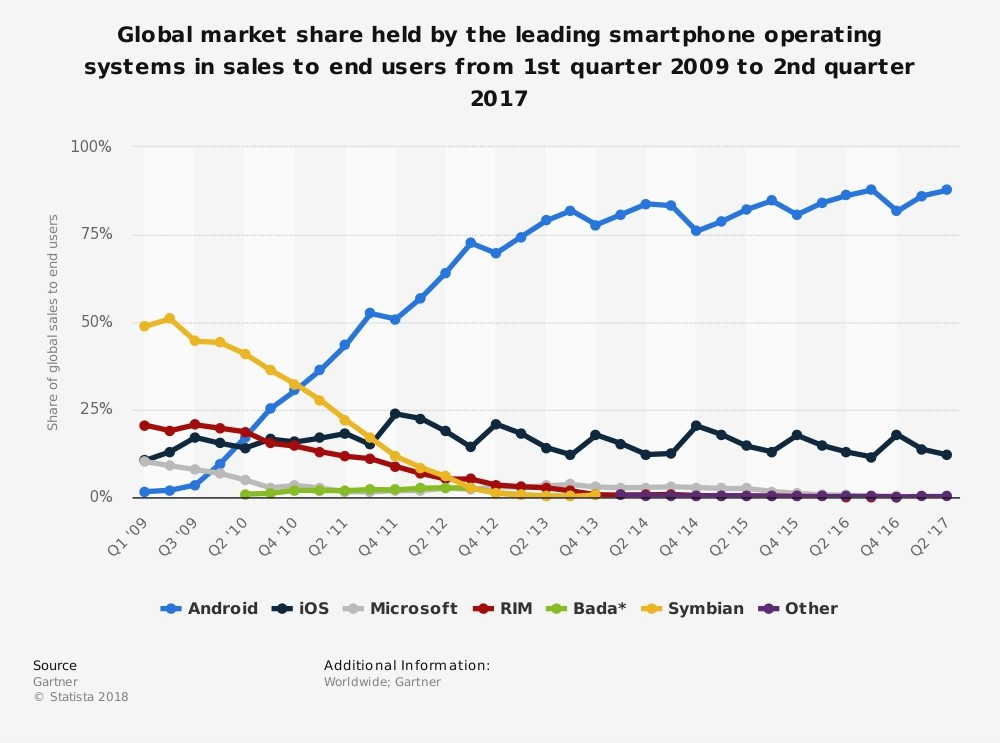 Global market share held by the leading smartphone operating
systems in sales to end users from 1st quarter 2009 to 2nd quarter
2017
Share of global sales to end users
100%
75%
50%
25%
0%
Q1 '09
Q3 '09
Q2 '10
Q4 '10
Q2 '11
Q4 '11
Q2 '12
Q4 '12
Q2 '13
Q4 '13
Q2 '14
Q4 '14
Q2 '15
Q4 '15
Q2 '16
Q4 '16
Q2 '17
Android iOS Microsoft RIM Bada* Symbian Other
Source
Gartner
© Statista 2018
Additional Information:
Worldwide; Gartner